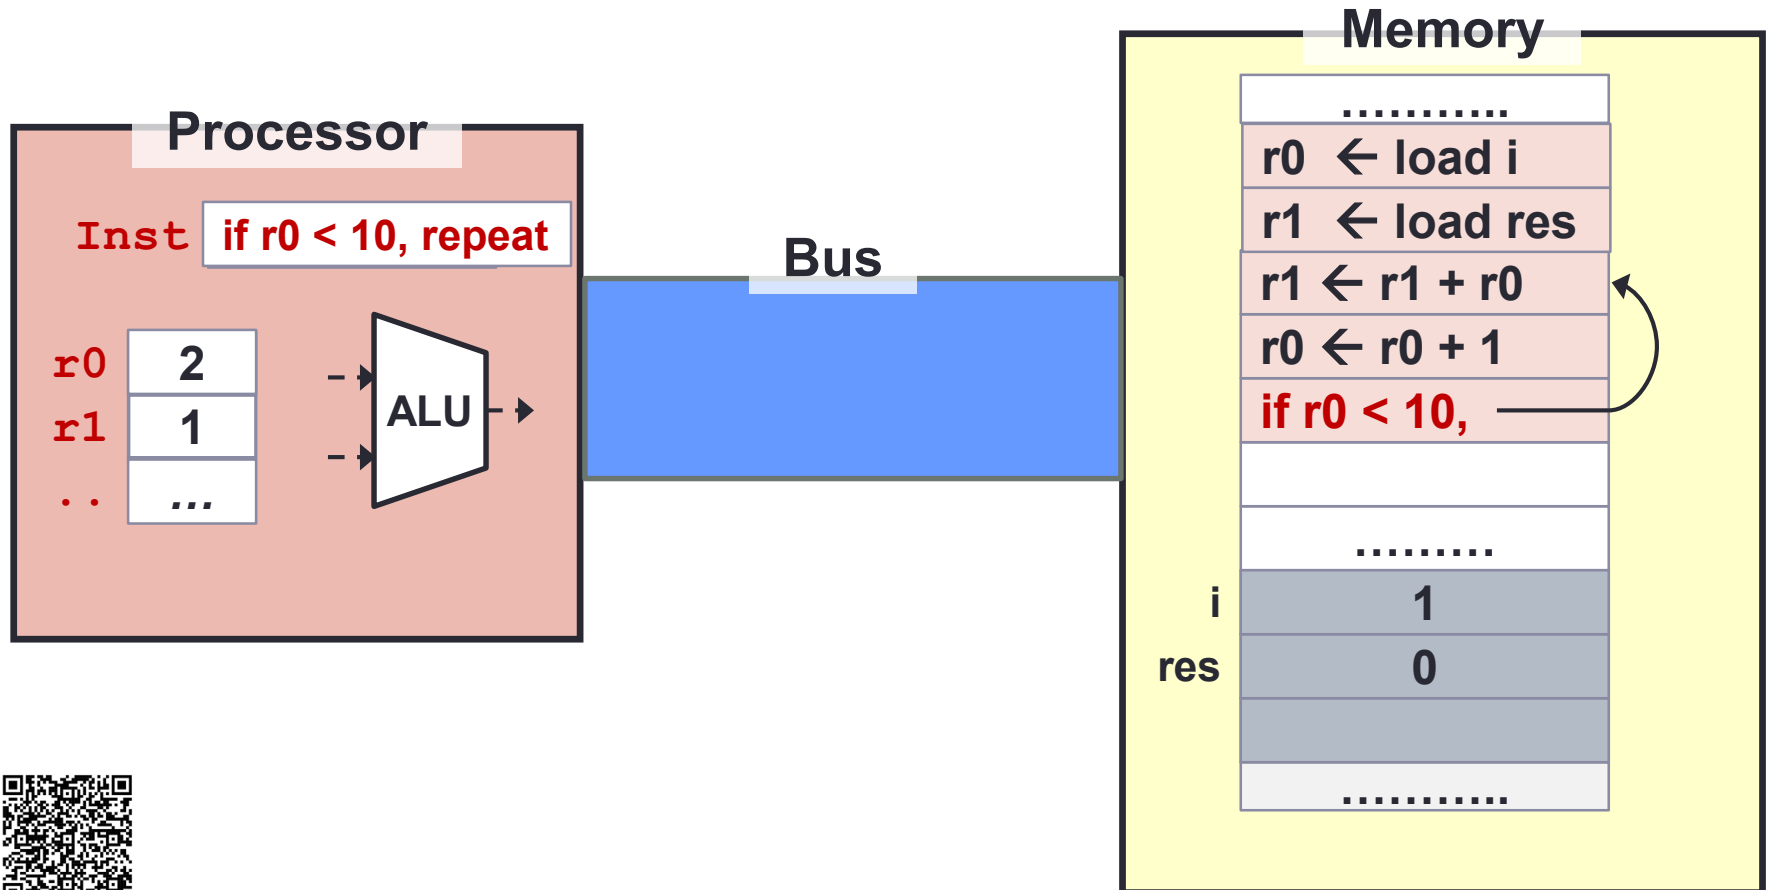 Memory
Processor
Bus
Inst if r0 < 10, repeat
r0 2
r1 1
.. ...
ALU
...........
r0 ← load i
r1 ← load res
r1 ← r1 + r0
r0 ← r0 + 1
if r0 < 10,
.........
i 1
res 0
...........